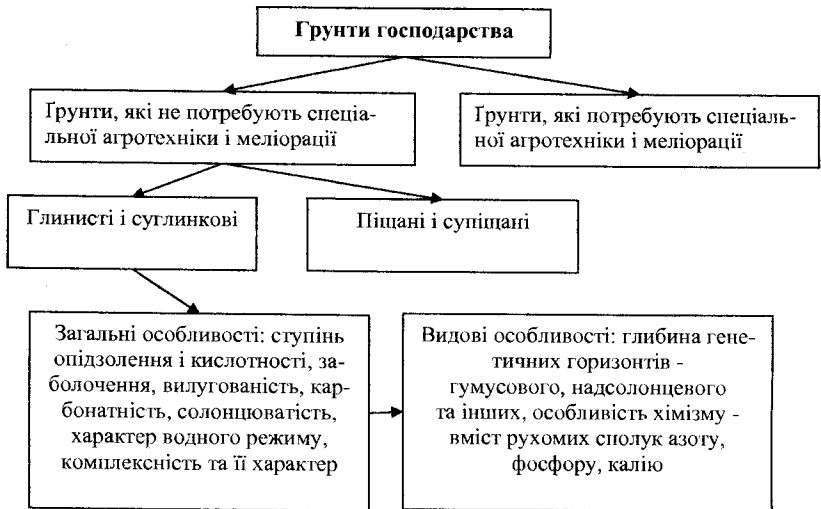 Грунти господарства
Ґрунти, які не потребують спеціа-
льної агротехніки і меліорації
Ґрунти, які потребують спеціаль-
ної агротехніки і меліорації
Глинисті і суглинкові
Піщані і супіщані
Загальні особливості: ступінь
опідзолення і кислотності, за-
болочення, вилугованість, кар-
бонатність, солонцюватість,
характер водного режиму,
комплексність та її характер
Видові особливості: глибина гене-
тичних горизонтів -
гумусового, надсолонцевого
та інших, особливість хімізму -
вміст рухомих сполук азоту,
фосфору, калію